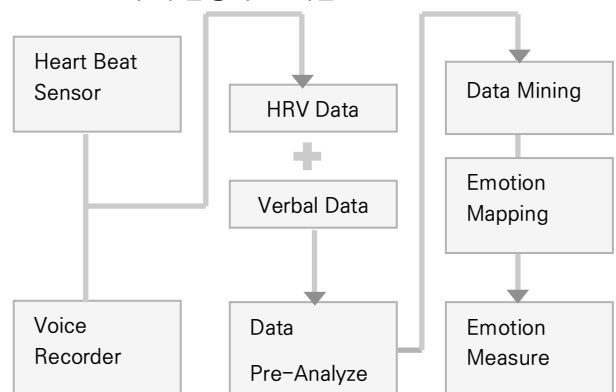 Heart Beat
Sensor
Voice
Recorder
HRV Data
Verbal Data
Data
Pre-Analyze
Data Mining
Emotion
Mapping
Emotion
Measure